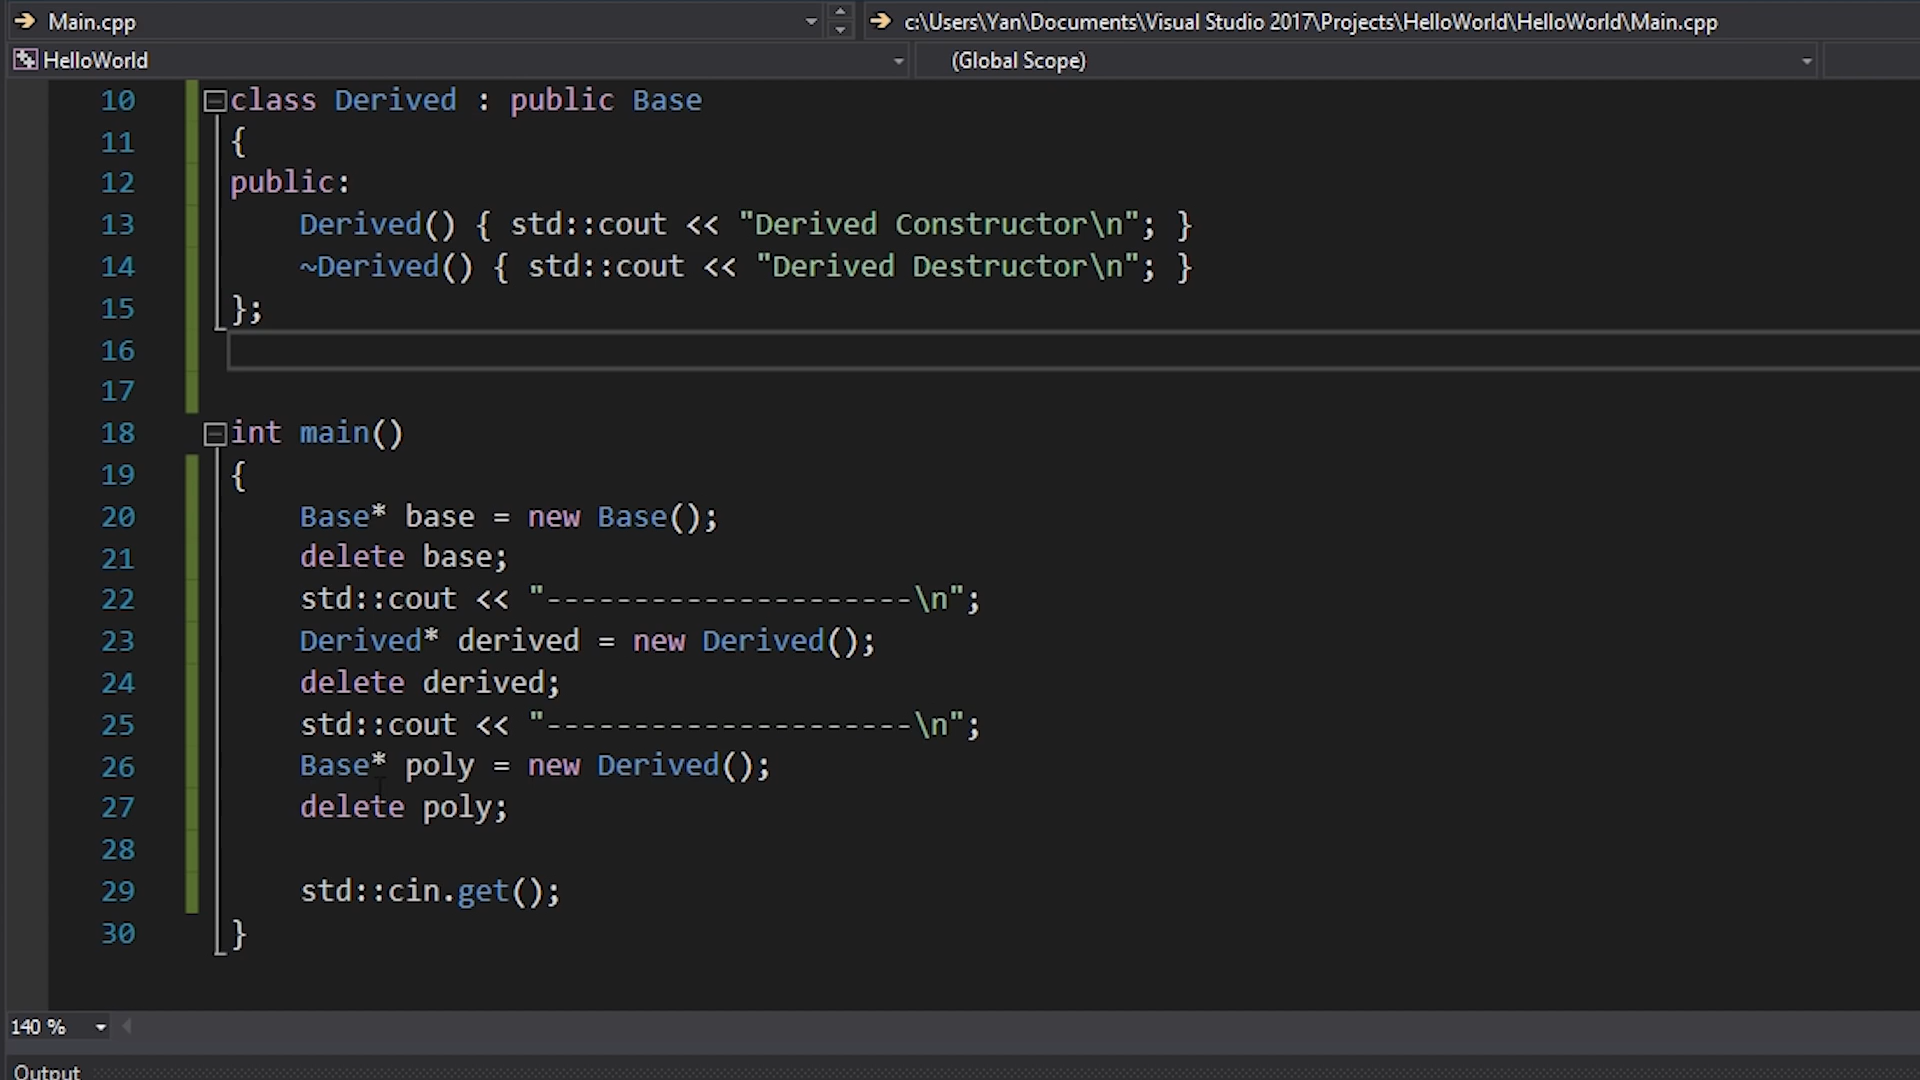 Main.cpp
c:\Users\Yan\Documents\Visual Studio 2017\Projects\HelloWorld\HelloWorld\Main.cpp
HelloWorld
(Global Scope)
10 class Derived : public Base
11 {
12 public:
13     Derived() { std::cout << "Derived Constructor\n"; }
14     ~Derived() { std::cout << "Derived Destructor\n"; }
15 };
16
17
18 int main()
19 {
20     Base* base = new Base();
21     delete base;
22     std::cout << "---------------------\n";
23     Derived* derived = new Derived();
24     delete derived;
25     std::cout << "---------------------\n";
26     Base* poly = new Derived();
27     delete poly;
28
29     std::cin.get();
30 }
140 %
Output